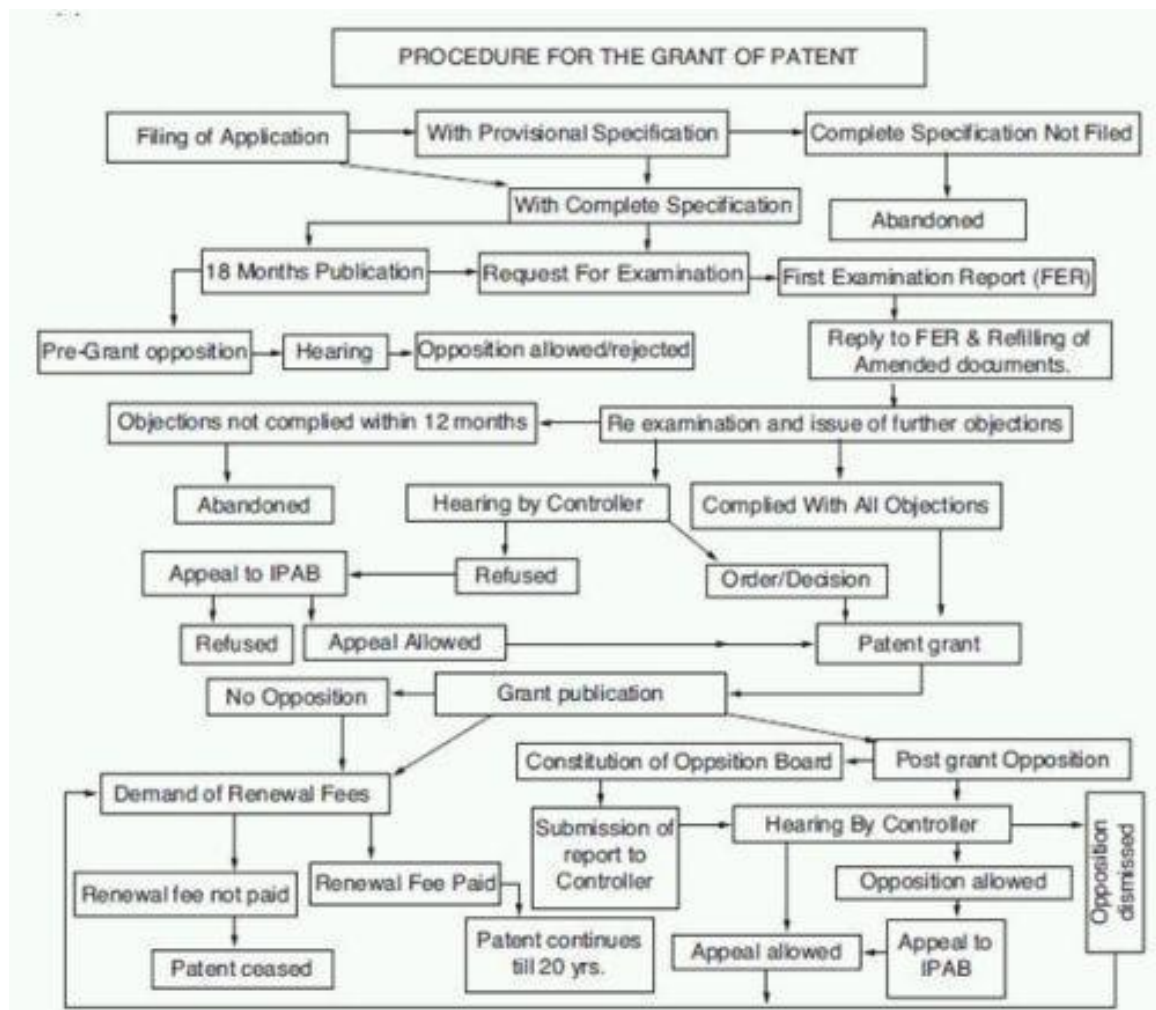 PROCEDURE FOR THE GRANT OF PATENT
Filing of Application
With Provisional Specification
Complete Specification Not Filed
With Complete Specification
Abandoned
18 Months Publication
Request For Examination
First Examination Report (FER)
Pre-Grant opposition
Hearing
Opposition allowed/rejected
Reply to FER & Refilling of
Amended documents.
Objections not complied within 12 months
Re examination and issue of further objections
Abandoned
Hearing by Controller
Complied With All Objections
Appeal to IPAB
Refused
Order/Decision
Refused
Appeal Allowed
Patent grant
No Opposition
Grant publication
Constitution of Oppsition Board
Post grant Opposition
Demand of Renewal Fees
Submission of
report to
Controller
Hearing By Controller
Opposition
dismissed
Renewal fee not paid
Renewal Fee Paid
Opposition allowed
Patent ceased
Patent continues
till 20 yrs.
Appeal allowed
Appeal to
IPAB